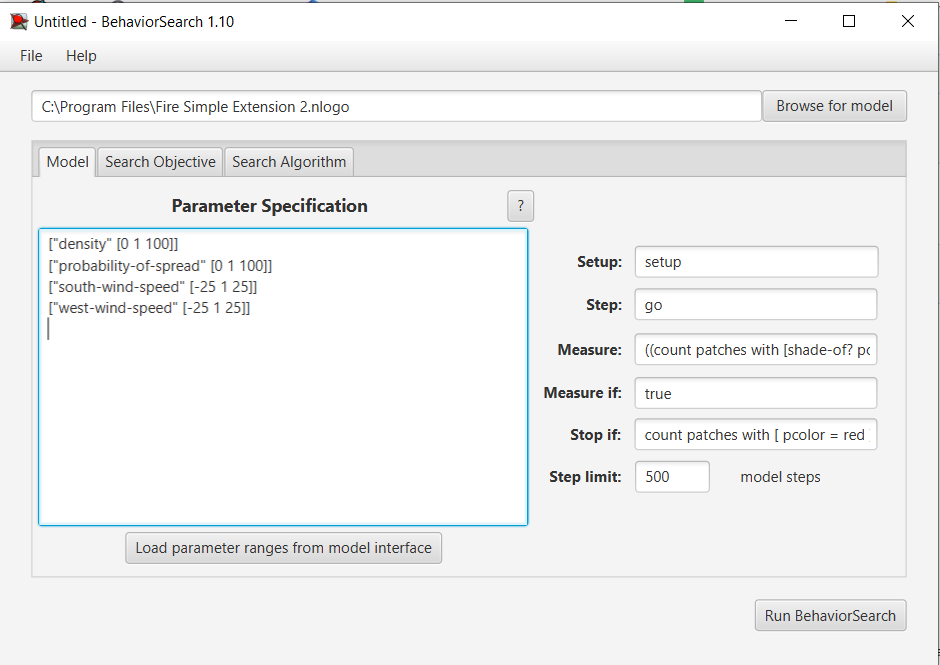 Untitled - BehaviorSearch 1.10
File Help
C:\Program Files\Fire Simple Extension 2.nlogo Browse for model
Model Search Objective Search Algorithm
Parameter Specification ?
["density" [0 1 100]]
["probability-of-spread" [0 1 100]]
["south-wind-speed" [-25 1 25]]
["west-wind-speed" [-25 1 25]]
Setup: setup
Step: go
Measure: ((count patches with [shade-of? pc
Measure if: true
Stop if: count patches with [ pcolor = red
Step limit: 500 model steps
Load parameter ranges from model interface
Run BehaviorSearch